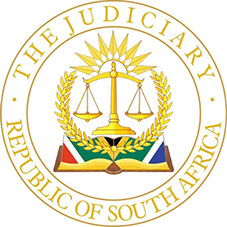 · THE JUDICIARY ·
REPUBLIC OF SOUTH AFRICA